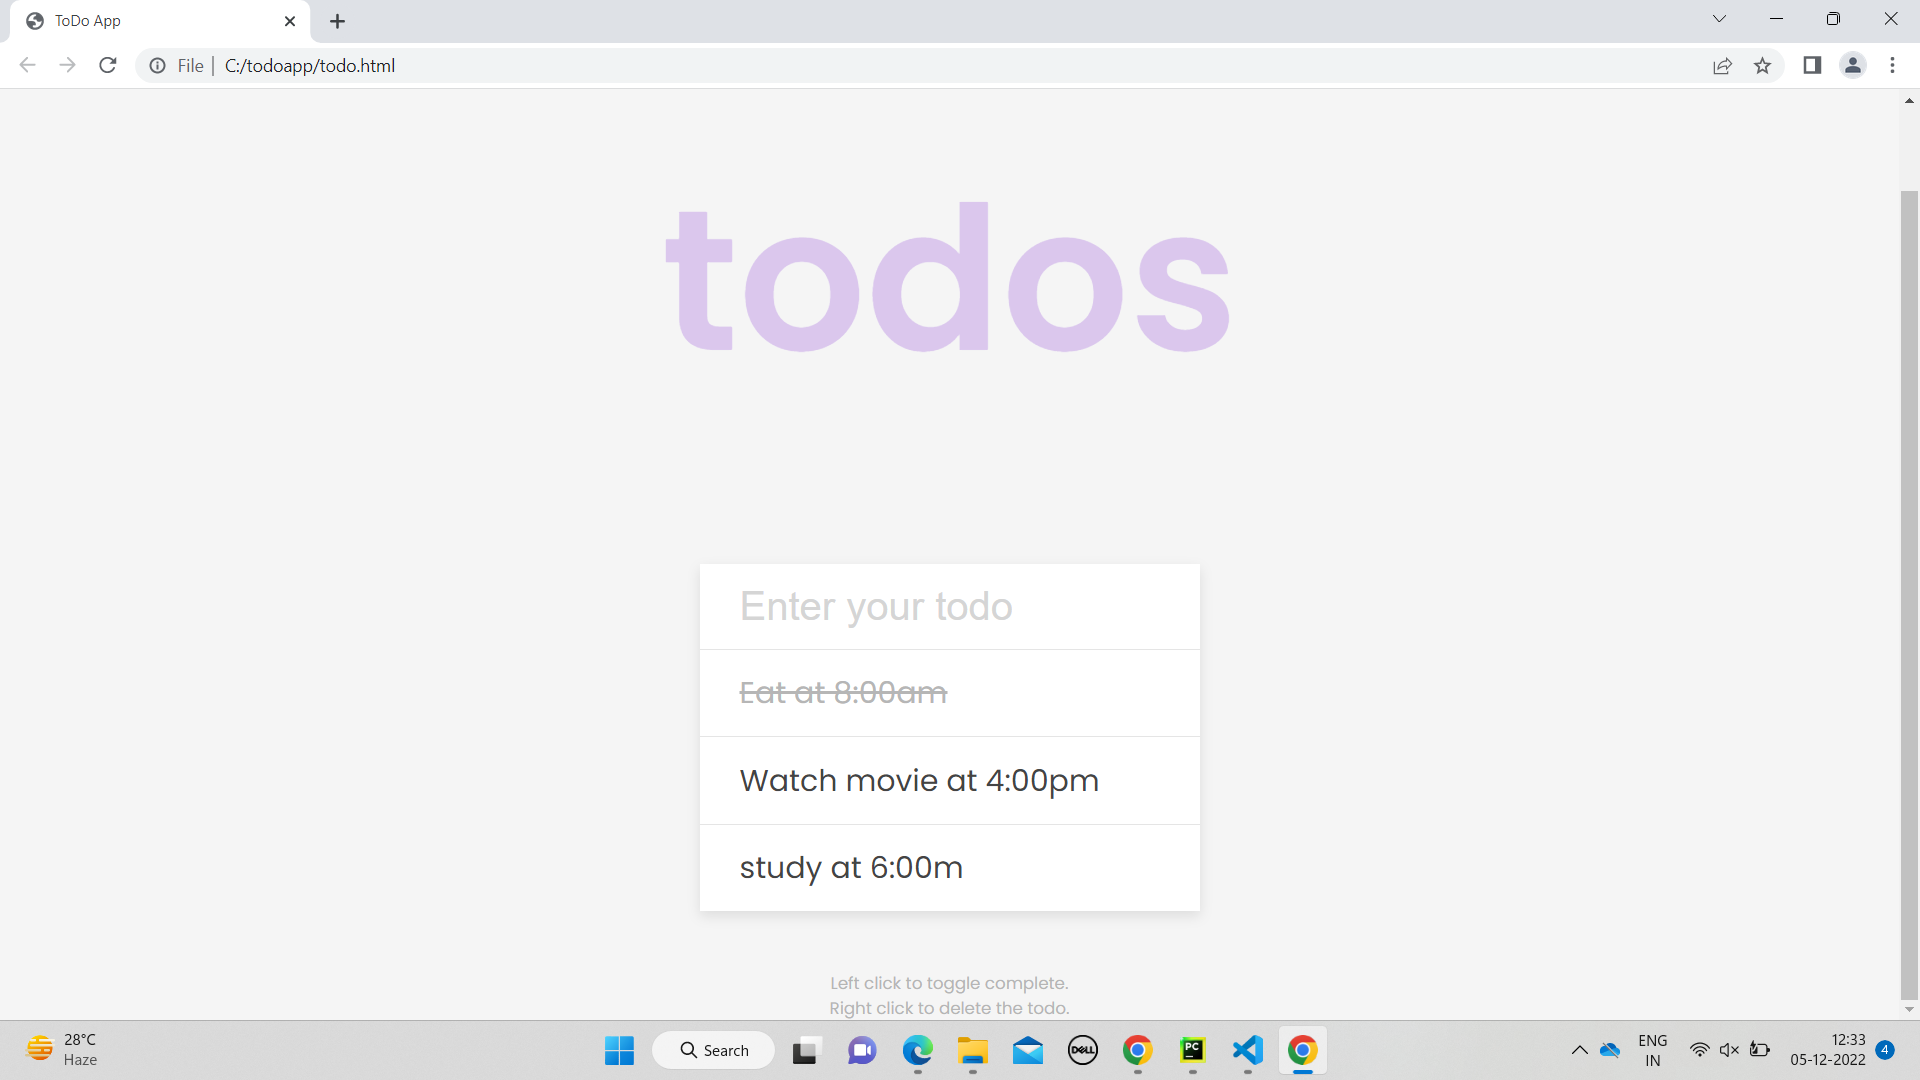 ToDo App
File
C:/todoapp/todo.html
todos
Enter your todo
Eat at 8:00am
Watch movie at 4:00pm
study at 6:00m
Left click to toggle complete.
Right click to delete the todo.
28°C
Haze
Search
DELL
PC
ENG
IN
12:33
05-12-2022
4